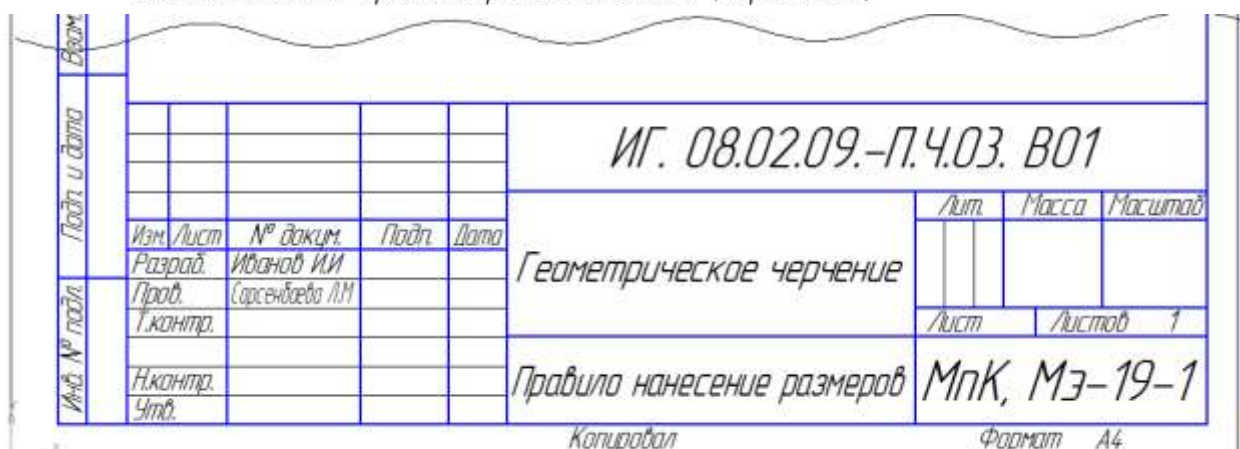 Взам.
Подп. и дата
Инв. № подл.
ИГ. 08.02.09.-П.Ч.03. В01
Лит. Масса Масштаб
Изм. Лист № докум. Подп. Дата
Разраб. Иванов И.И
Геометрическое черчение
Пров. Сарсенбаева Л.М
Т.контр.
Лист Листов 1
Н.контр.
Правило нанесение размеров МпК, Мэ-19-1
Утв.
Копировал Формат А4